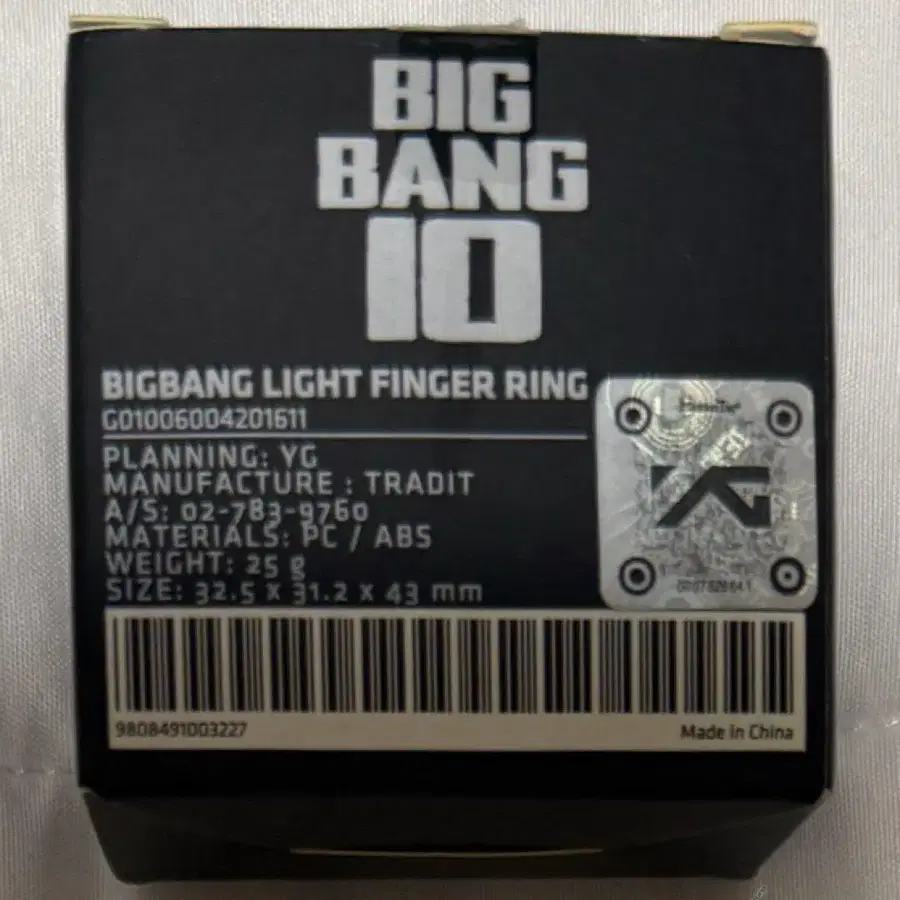 BIG
BANG
10
BIGBANG LIGHT FINGER RING
G01006004201611
PLANNING: YG
MANUFACTURE : TRADIT
A/S: 02-783-9760
MATERIALS: PC / ABS
WEIGHT: 25 g
SIZE: 32.5 x 31.2 x 43 mm
YG
9808491003227
Made in China